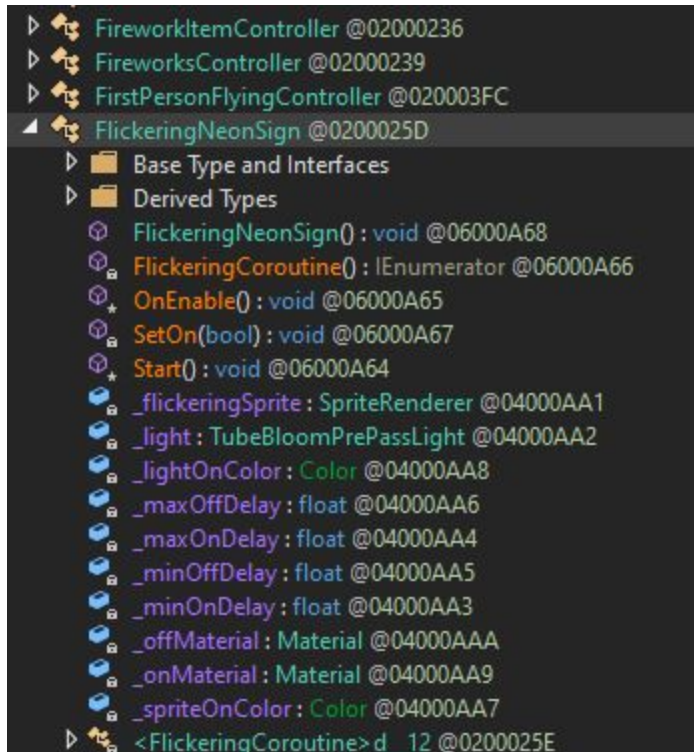 FireworkItemController @02000236
FireworksController @02000239
FirstPersonFlyingController @020003FC
FlickeringNeonSign @0200025D
Base Type and Interfaces
Derived Types
FlickeringNeonSign() : void @06000A68
FlickeringCoroutine() : IEnumerator @06000A66
OnEnable() : void @06000A65
SetOn(bool) : void @06000A67
Start() : void @06000A64
_flickeringSprite : SpriteRenderer @04000AA1
_light : TubeBloomPrePassLight @04000AA2
_lightOnColor : Color @04000AA8
_maxOffDelay : float @04000AA6
_maxOnDelay : float @04000AA4
_minOffDelay : float @04000AA5
_minOnDelay : float @04000AA3
_offMaterial : Material @04000AAA
_onMaterial : Material @04000AA9
_spriteOnColor : Color @04000AA7
<FlickeringCoroutine>d__12 @0200025E